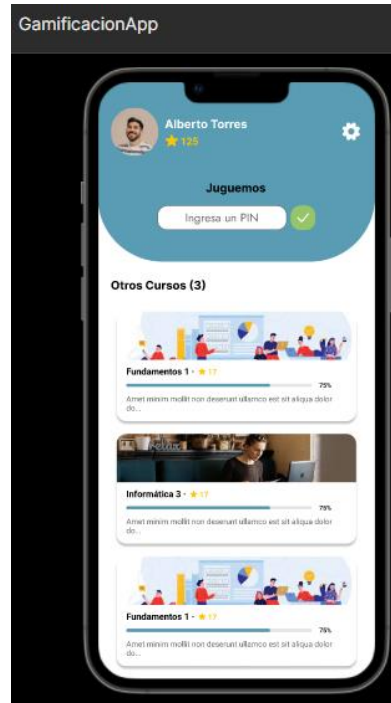 GamificacionApp
Alberto Torres
125
Juguemos
Ingresa un PIN
Otros Cursos (3)
Fundamentos 1 - 17
75%
Amet minim mollit non deserunt ullamco est sit aliqua dolor
do...
relax
Informática 3 - 17
75%
Amet minim mollit non deserunt ullamco est sit aliqua dolor
do...
Fundamentos 1 - 17
75%
Amet minim mollit non deserunt ullamco est sit aliqua dolor
do...